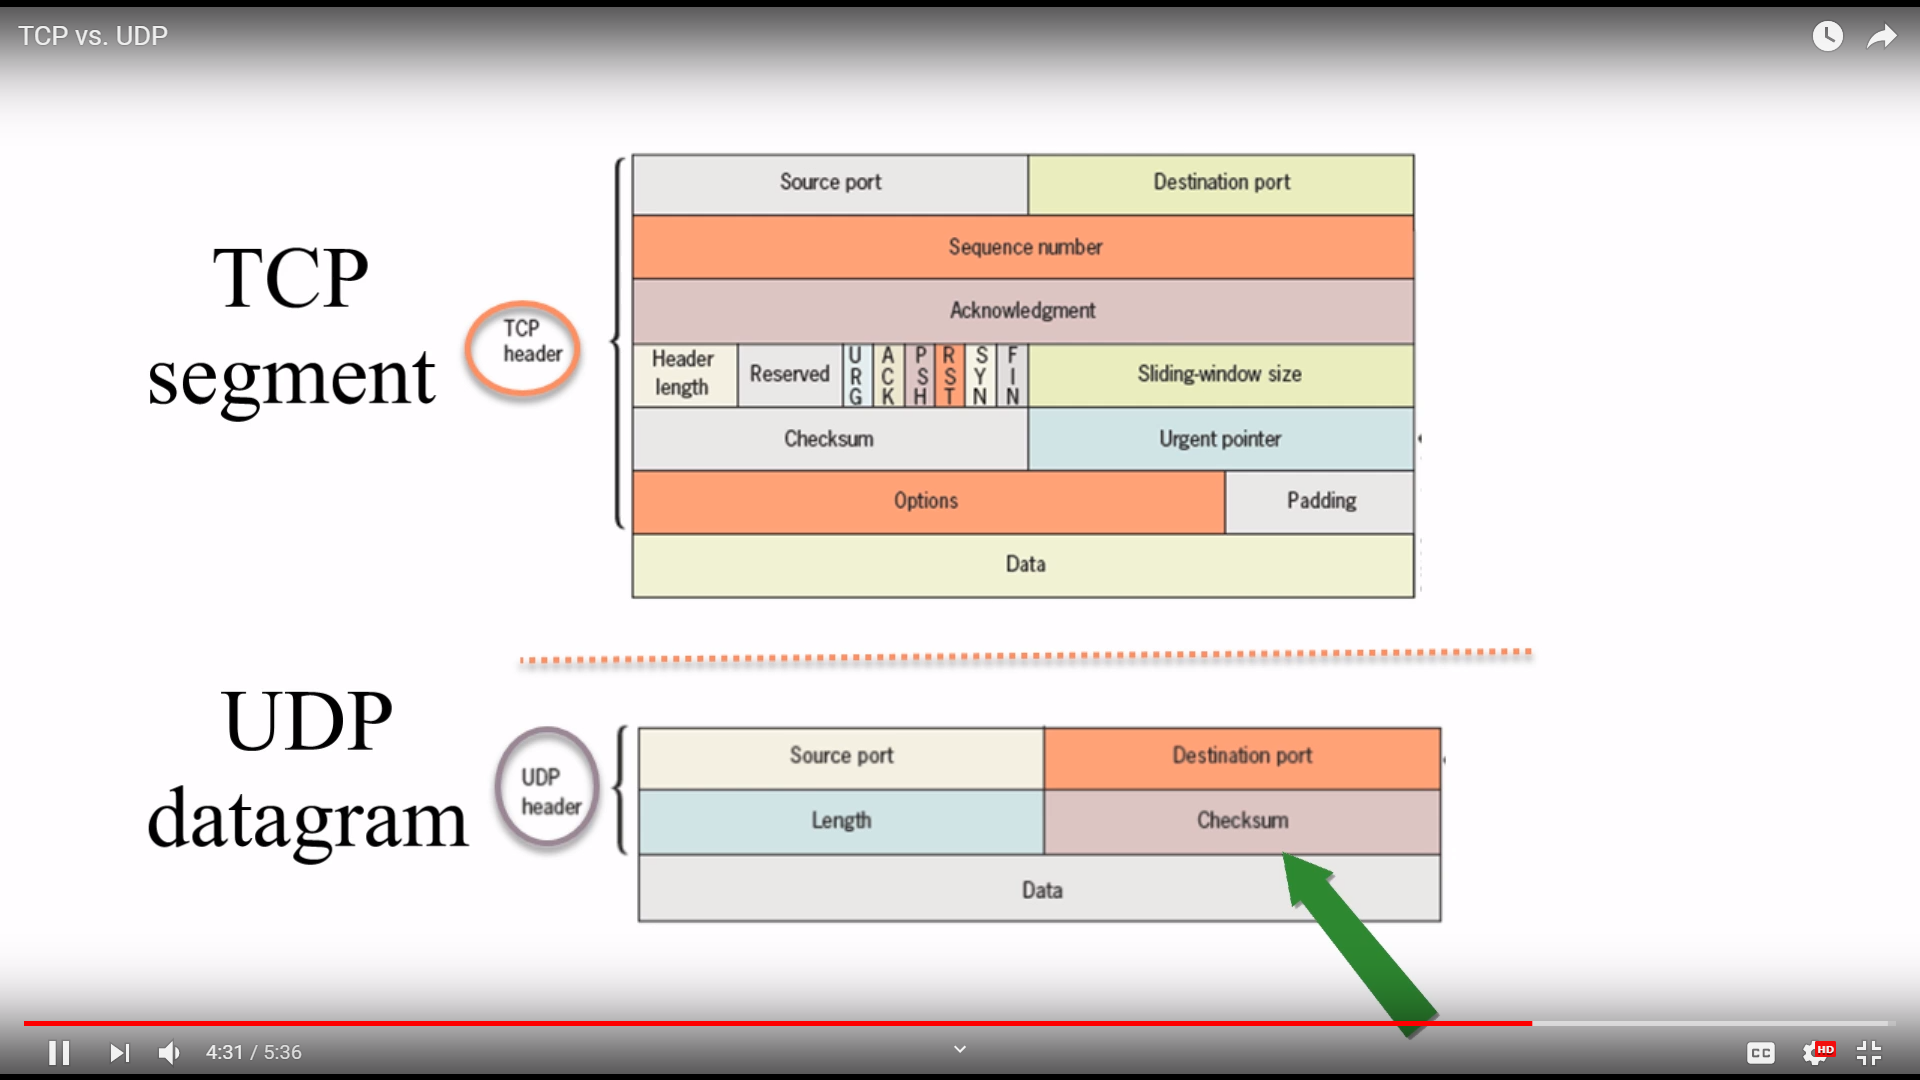 TCP vs. UDP
TCP
segment
TCP
header
Source port
Destination port
Sequence number
Acknowledgment
Header
length
Reserved
URG
ACK
PSH
RST
SYN
FIN
Sliding-window size
Checksum
Urgent pointer
Options
Padding
Data
UDP
datagram
UDP
header
Source port
Destination port
Length
Checksum
Data
4:31 / 5:36
CC
HD